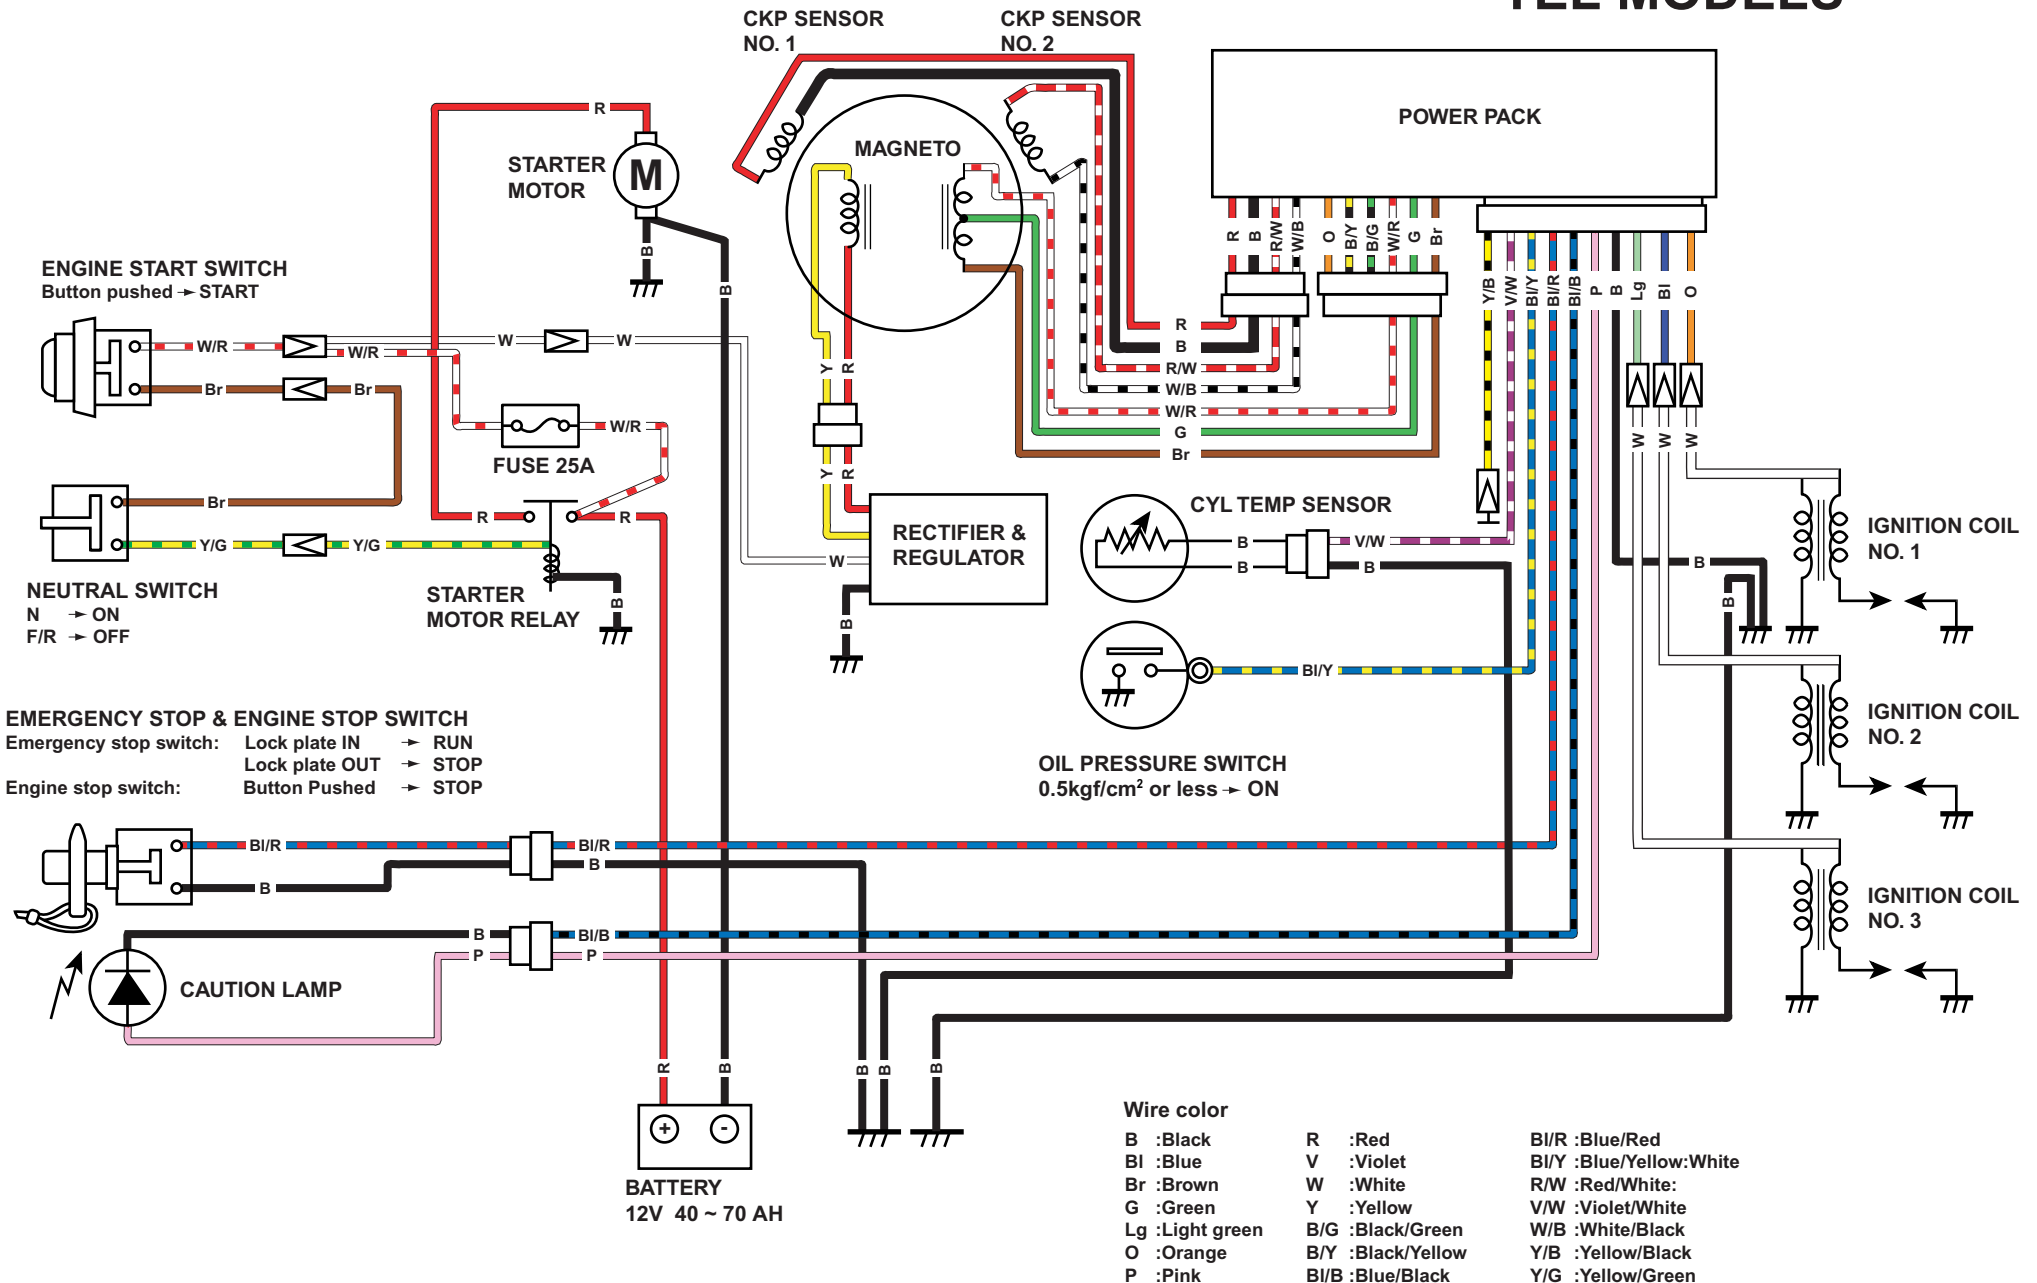 CKP SENSOR
NO. 1
CKP SENSOR
NO. 2
POWER PACK
MAGNETO
STARTER
MOTOR
M
R
B
B
ENGINE START SWITCH
Button pushed → START
W/R
W/R
W
W
Br
Br
W/R
FUSE 25A
Br
R
R
Y/G
Y/G
NEUTRAL SWITCH
N → ON
F/R → OFF
STARTER
MOTOR RELAY
B
Y
R
Y
R
RECTIFIER &
REGULATOR
W
B
R
B
R/W
W/B
O
B/Y
B/G
W/R
G
Br
R
B
R/W
W/B
W/R
G
Br
Y/B
V/W
Bl/Y
Bl/R
Bl/B
P
B
Lg
Bl
O
W
W
W
CYL TEMP SENSOR
B
B
V/W
B
B
B
Bl/Y
OIL PRESSURE SWITCH
0.5kgf/cm² or less → ON
IGNITION COIL
NO. 1
IGNITION COIL
NO. 2
IGNITION COIL
NO. 3
EMERGENCY STOP & ENGINE STOP SWITCH
Emergency stop switch: Lock plate IN → RUN
Lock plate OUT → STOP
Engine stop switch: Button Pushed → STOP
Bl/R
Bl/R
B
B
B
Bl/B
P
P
CAUTION LAMP
R
B
B
B
B
+ -
BATTERY
12V 40 ~ 70 AH
Wire color
B :Black R :Red Bl/R :Blue/Red
Bl :Blue V :Violet Bl/Y :Blue/Yellow:White
Br :Brown W :White R/W :Red/White:
G :Green Y :Yellow V/W :Violet/White
Lg :Light green B/G :Black/Green W/B :White/Black
O :Orange B/Y :Black/Yellow Y/B :Yellow/Black
P :Pink Bl/B :Blue/Black Y/G :Yellow/Green